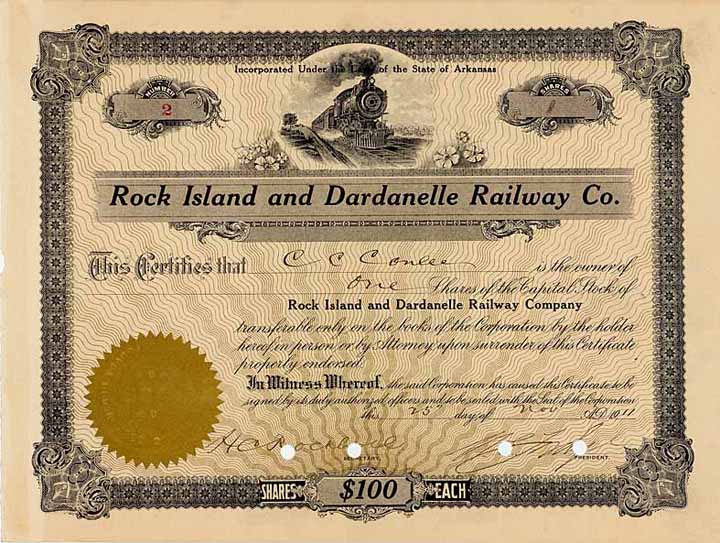 Incorporated Under the Laws of the State of Arkansas
NUMBER
2
SHARES
1
Rock Island and Dardanelle Railway Co.
This Certifies that C C Conlee is the owner of
One Shares of the Capital Stock of
Rock Island and Dardanelle Railway Company
transferable only on the books of the Corporation by the holder
hereof in person or by Attorney upon surrender of this Certificate
properly endorsed.
In Witness Whereof, the said Corporation has caused this Certificate to be
signed by its duly authorized officers and to be sealed with the Seal of the Corporation
this 25" day of Nov A.D. 1911
H C
SECRETARY.
PRESIDENT.
SHARES $100 EACH